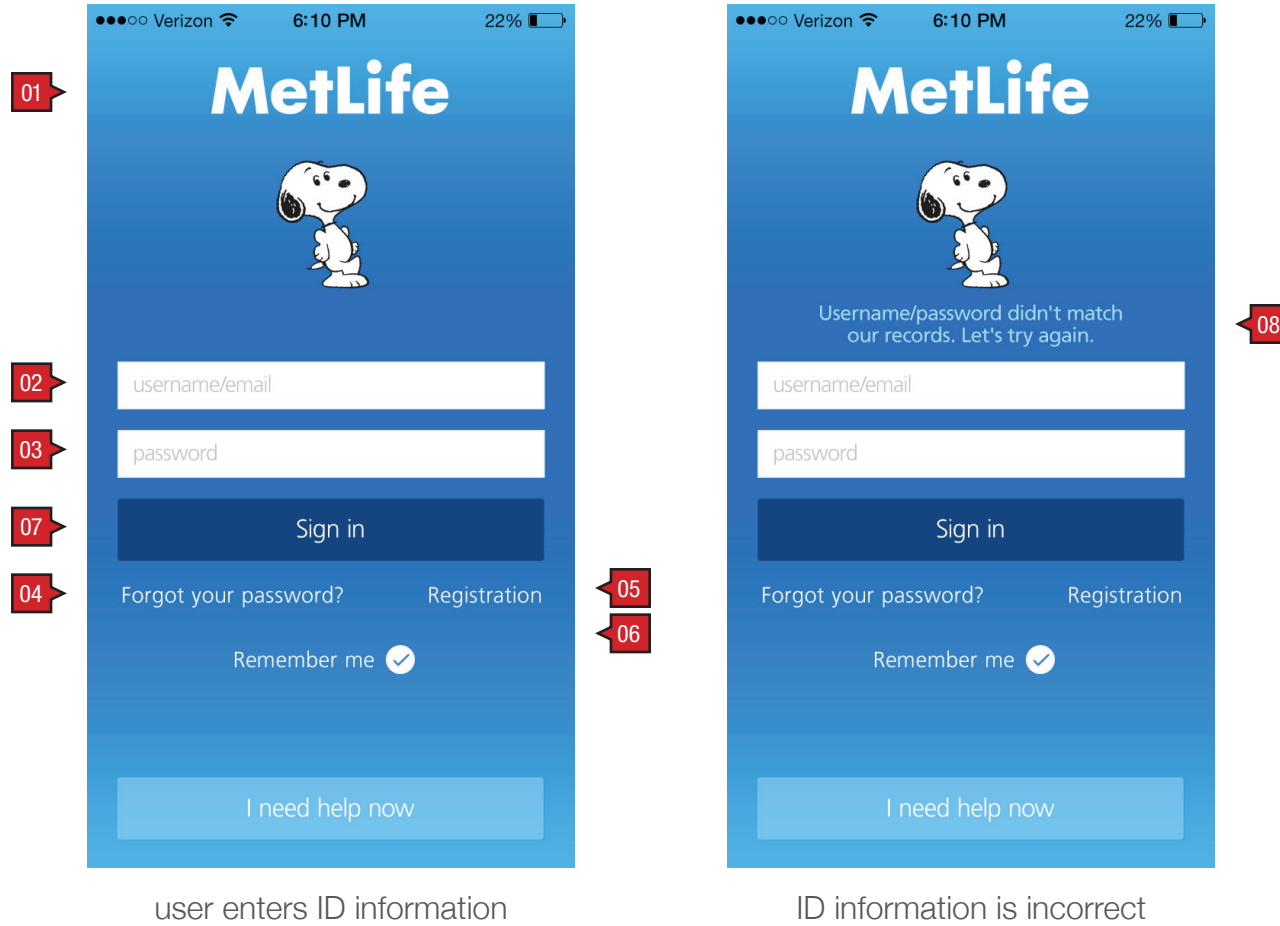 Verizon 6:10 PM 22%
01
MetLife
02
username/email
03
password
07
Sign in
04
Forgot your password? Registration
05
06
Remember me
I need help now
user enters ID information
Verizon 6:10 PM 22%
MetLife
Username/password didn't match
our records. Let's try again.
08
username/email
password
Sign in
Forgot your password? Registration
Remember me
I need help now
ID information is incorrect